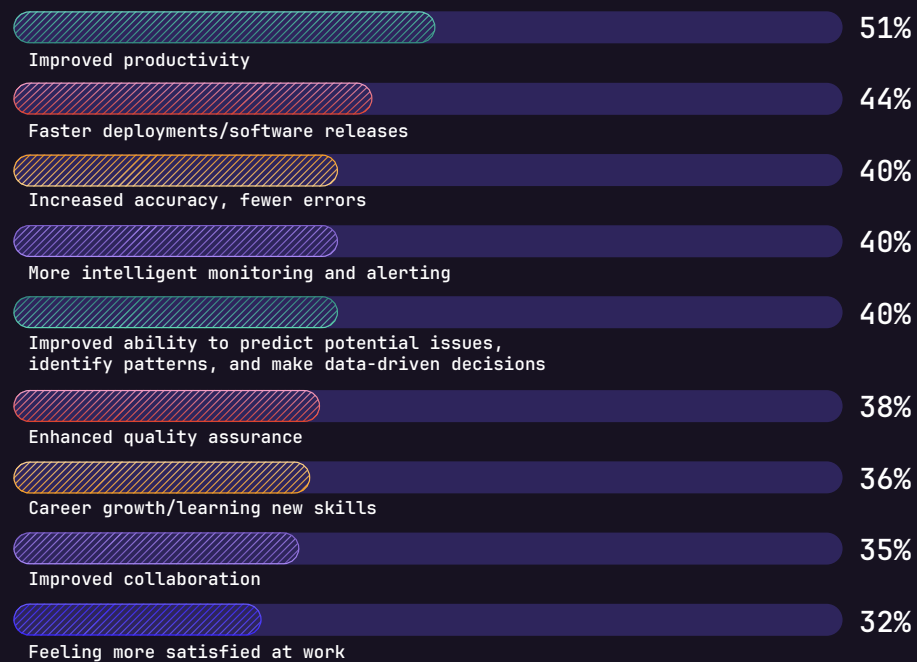 51%
Improved productivity
44%
Faster deployments/software releases
40%
Increased accuracy, fewer errors
40%
More intelligent monitoring and alerting
40%
Improved ability to predict potential issues,
identify patterns, and make data-driven decisions
38%
Enhanced quality assurance
36%
Career growth/learning new skills
35%
Improved collaboration
32%
Feeling more satisfied at work